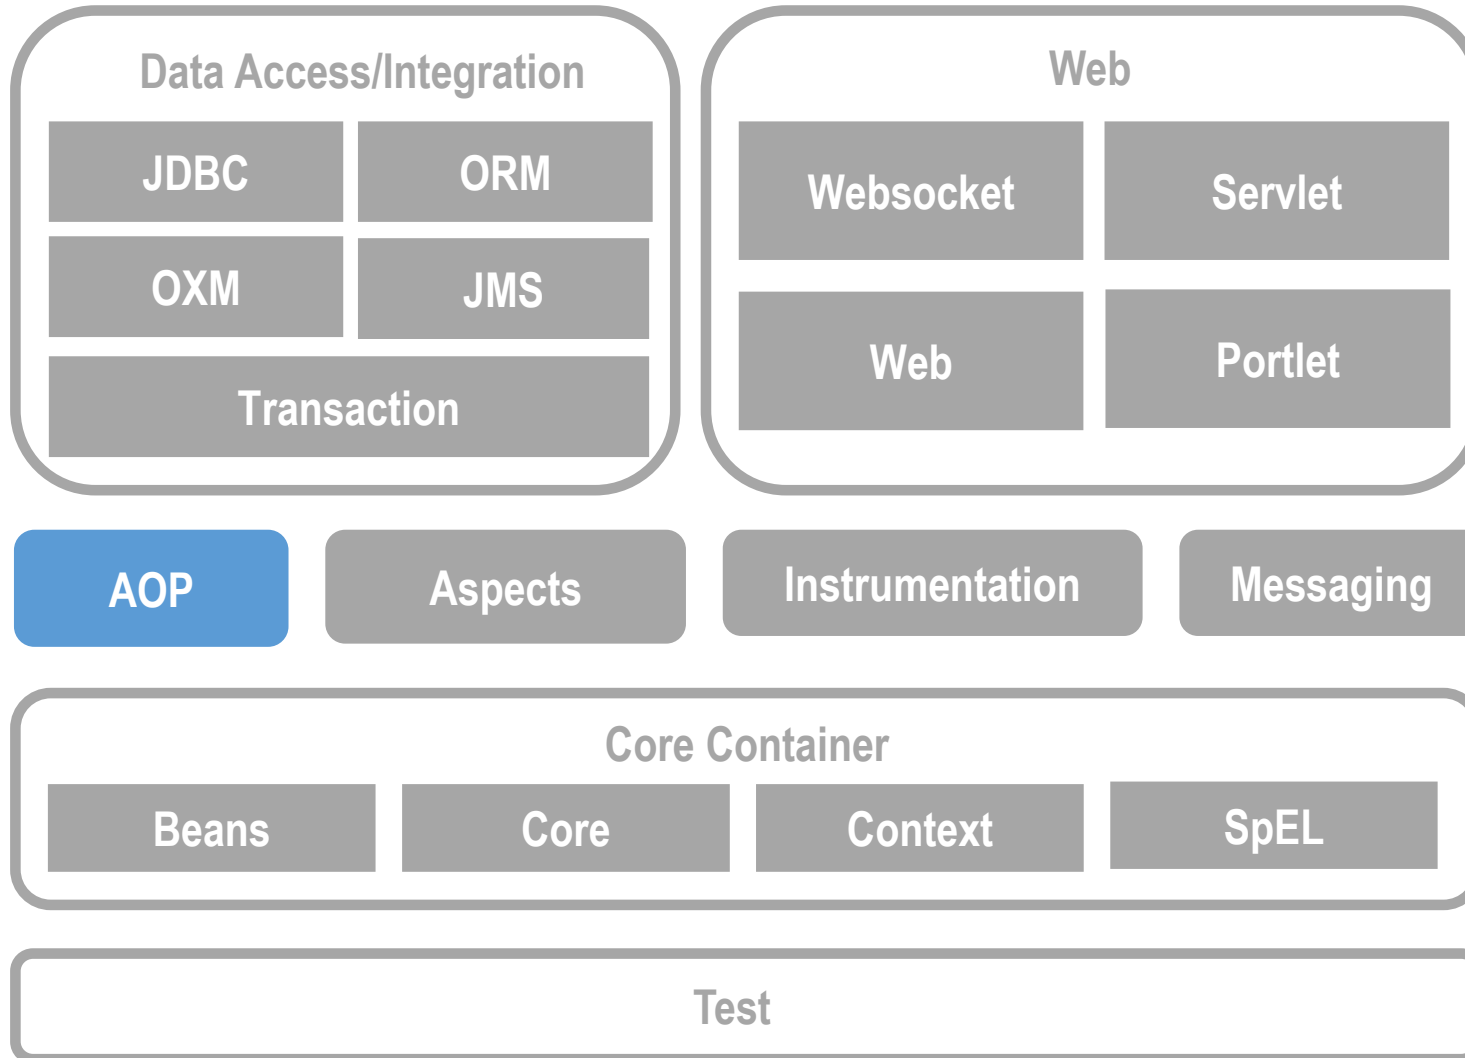 Data Access/Integration
JDBC
ORM
OXM
JMS
Transaction
Web
Websocket
Servlet
Web
Portlet
AOP
Aspects
Instrumentation
Messaging
Core Container
Beans
Core
Context
SpEL
Test